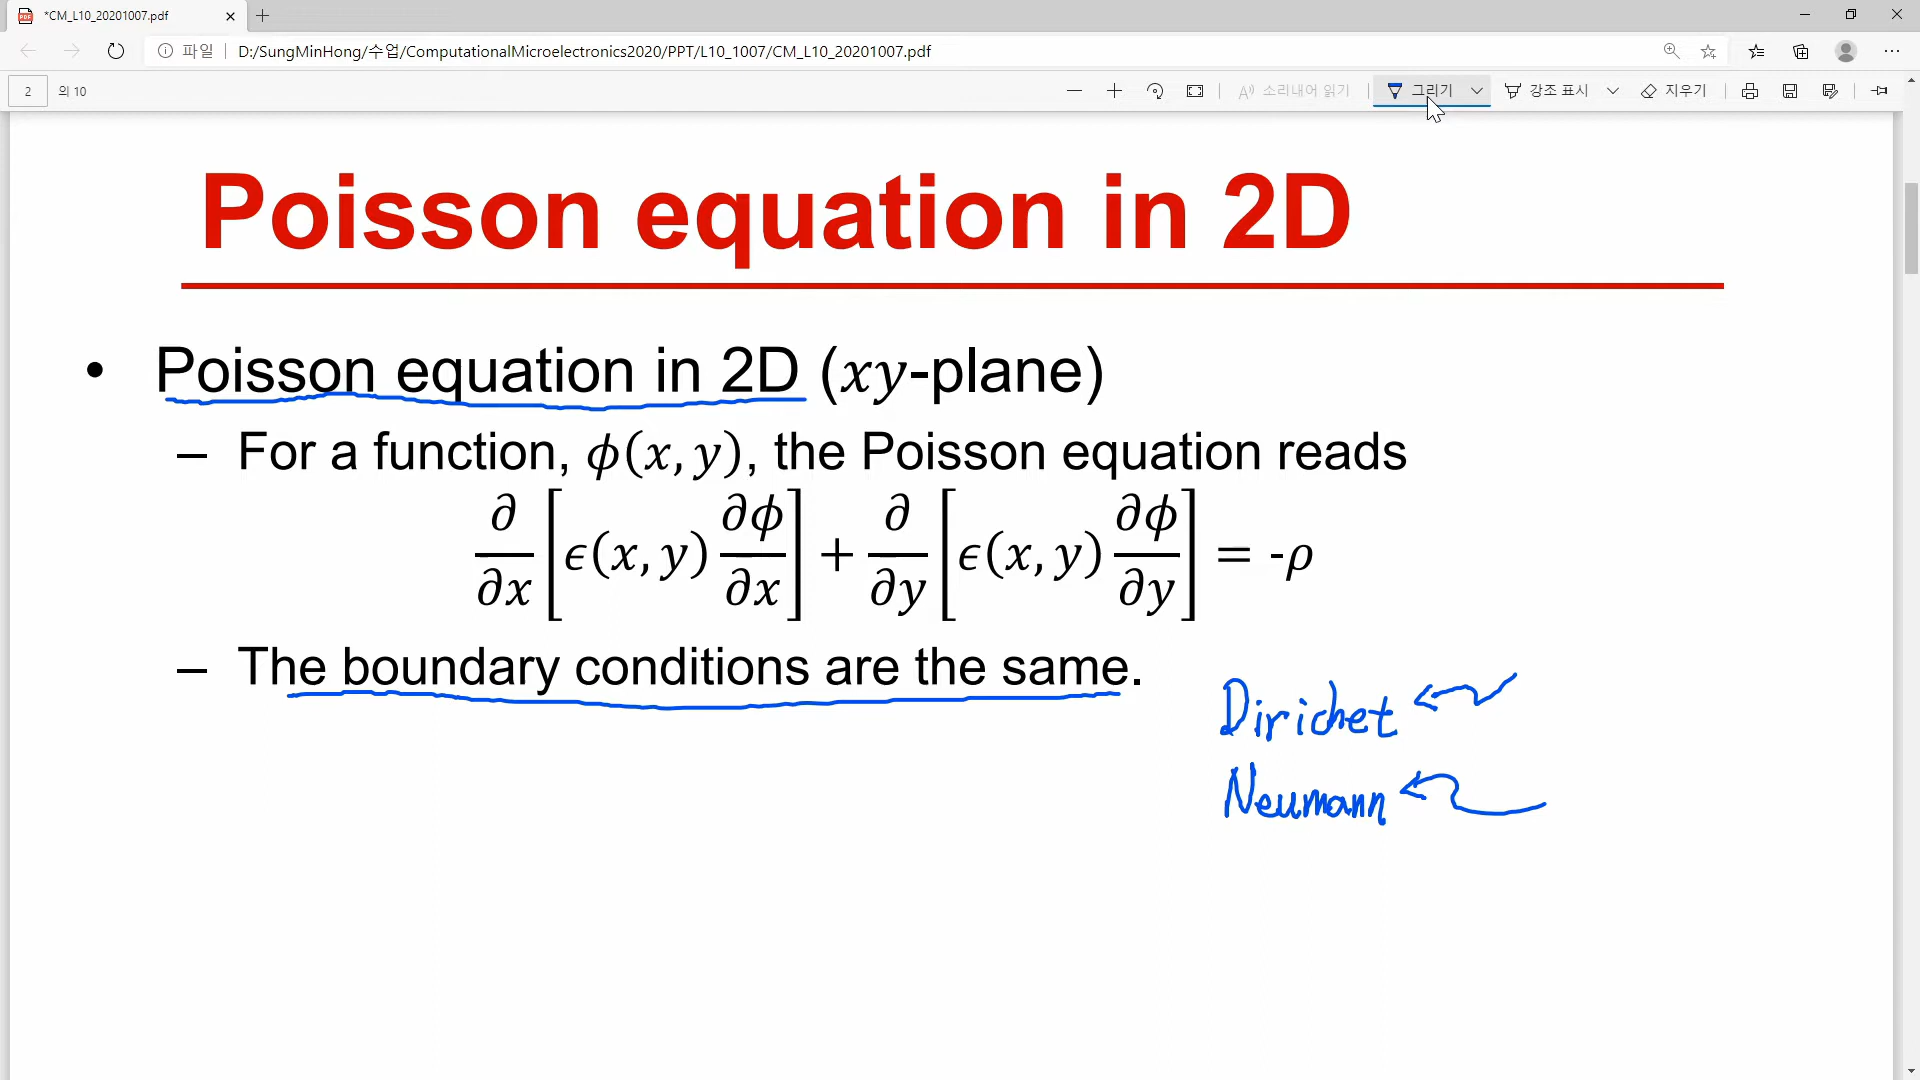 *CM_L10_20201007.pdf
파일 D:/SungMinHong/수업/ComputationalMicroelectronics2020/PPT/L10_1007/CM_L10_20201007.pdf
2 의 10 소리내어 읽기 그리기 강조 표시 지우기
Poisson equation in 2D
• Poisson equation in 2D (xy-plane)
– For a function, ϕ(x, y), the Poisson equation reads
∂/∂x [ϵ(x, y) ∂ϕ/∂x] + ∂/∂y [ϵ(x, y) ∂ϕ/∂y] = -ρ
– The boundary conditions are the same.
Dirichet
Neumann